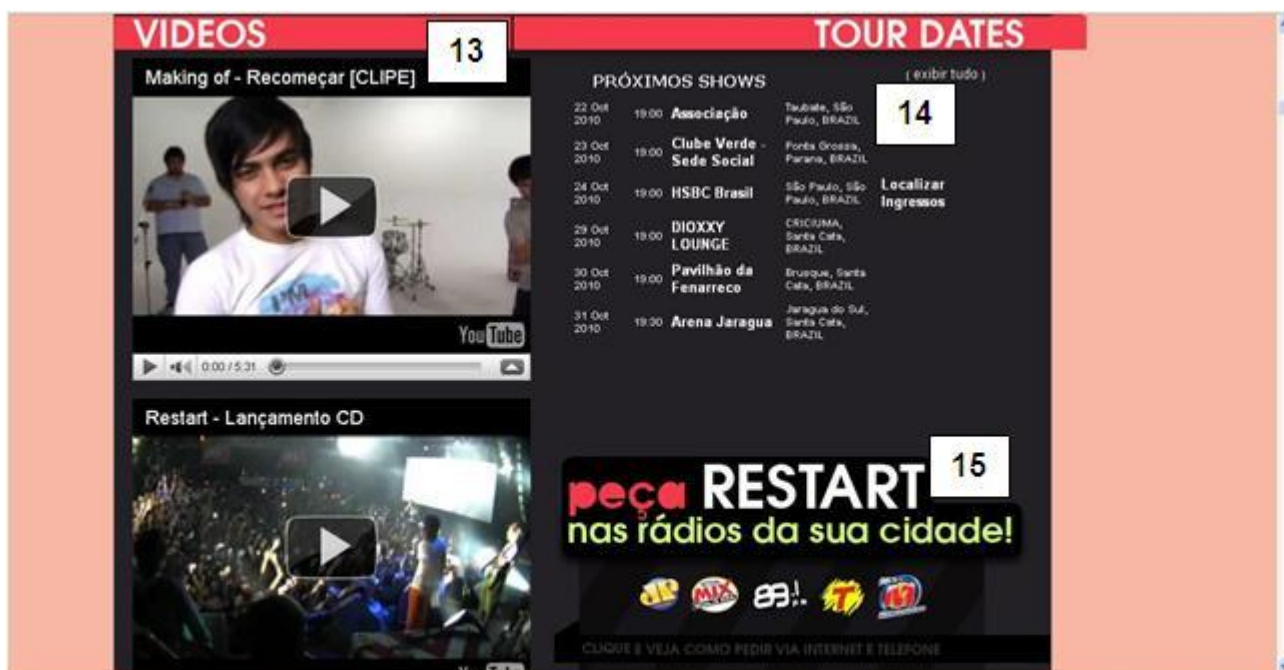 VIDEOS
13
TOUR DATES
Making of - Recomeçar [CLIPE]
YouTube
0:00 / 5:31
Restart - Lançamento CD
PRÓXIMOS SHOWS
( exibir tudo )
14
22 Oct 2010 19:00 Associação Taubate, São Paulo, BRAZIL
23 Oct 2010 19:00 Clube Verde - Sede Social Ponta Grossa, Parana, BRAZIL
24 Oct 2010 19:00 HSBC Brasil São Paulo, São Paulo, BRAZIL Localizar Ingressos
29 Oct 2010 19:00 DIOXXY LOUNGE CRICIUMA, Santa Cata, BRAZIL
30 Oct 2010 19:00 Pavilhão da Fenarreco Brusque, Santa Cata, BRAZIL
31 Oct 2010 19:30 Arena Jaragua Jaragua do Sul, Santa Cata, BRAZIL
15
peça RESTART
nas rádios da sua cidade!
JP MIX 89.1 T
CLIQUE E VEJA COMO PEDIR VIA INTERNET E TELEFONE